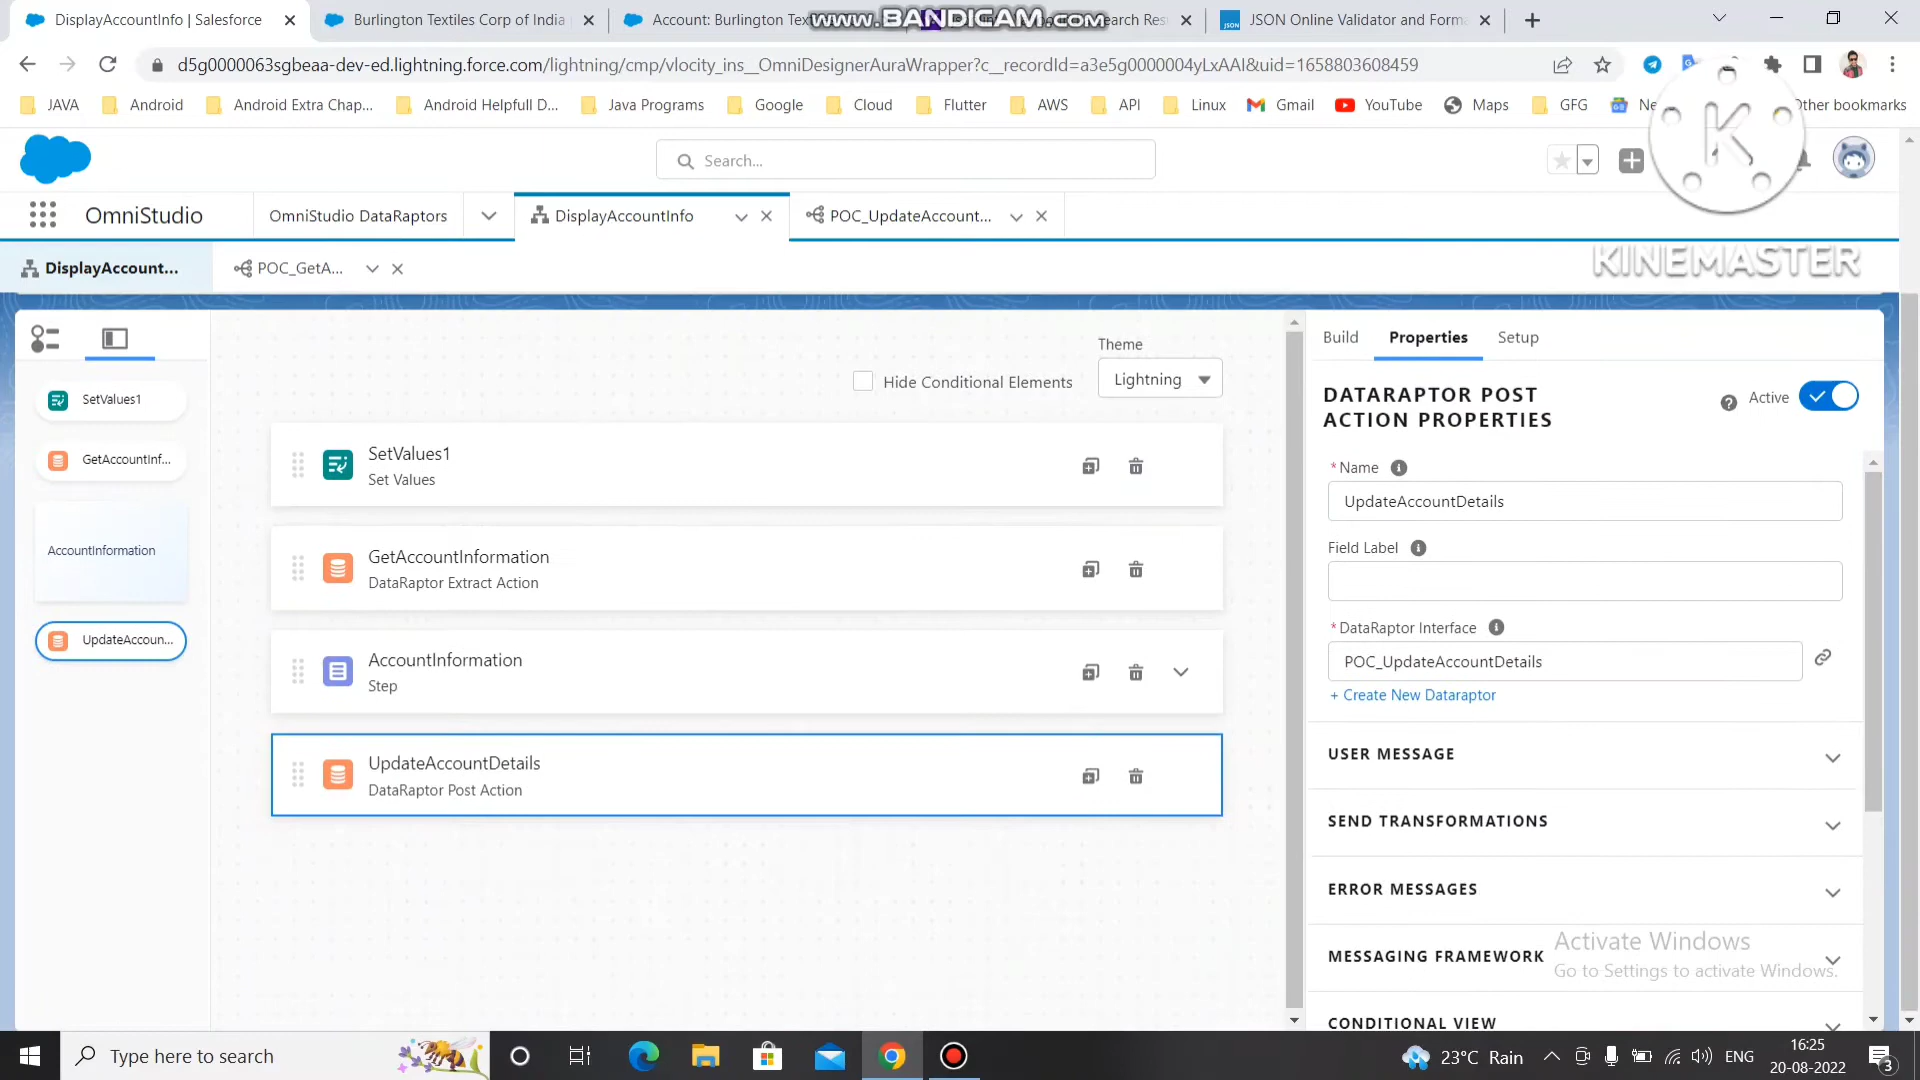 DisplayAccountInfo | Salesforce
Burlington Textiles Corp of India
Account: Burlington Tex
www.BANDICAM.com
earch Res
JSON Online Validator and Forma
d5g0000063sgbeaa-dev-ed.lightning.force.com/lightning/cmp/vlocity_ins__OmniDesignerAuraWrapper?c__recordId=a3e5g0000004yLxAAI&uid=1658803608459
JAVA
Android
Android Extra Chap...
Android Helpfull D...
Java Programs
Google
Cloud
Flutter
AWS
API
Linux
Gmail
YouTube
Maps
GFG
Other bookmarks
K
Search...
OmniStudio
OmniStudio DataRaptors
DisplayAccountInfo
POC_UpdateAccount...
KINEMASTER
DisplayAccount...
POC_GetA...
SetValues1
GetAccountInf...
AccountInformation
UpdateAccoun...
Theme
Hide Conditional Elements
Lightning
SetValues1
Set Values
GetAccountInformation
DataRaptor Extract Action
AccountInformation
Step
UpdateAccountDetails
DataRaptor Post Action
Build
Properties
Setup
DATARAPTOR POST
ACTION PROPERTIES
Active
*Name
UpdateAccountDetails
Field Label
*DataRaptor Interface
POC_UpdateAccountDetails
+ Create New Dataraptor
USER MESSAGE
SEND TRANSFORMATIONS
ERROR MESSAGES
MESSAGING FRAMEWORK
CONDITIONAL VIEW
Activate Windows
Go to Settings to activate Windows.
Type here to search
23°C Rain
ENG
16:25
20-08-2022
3